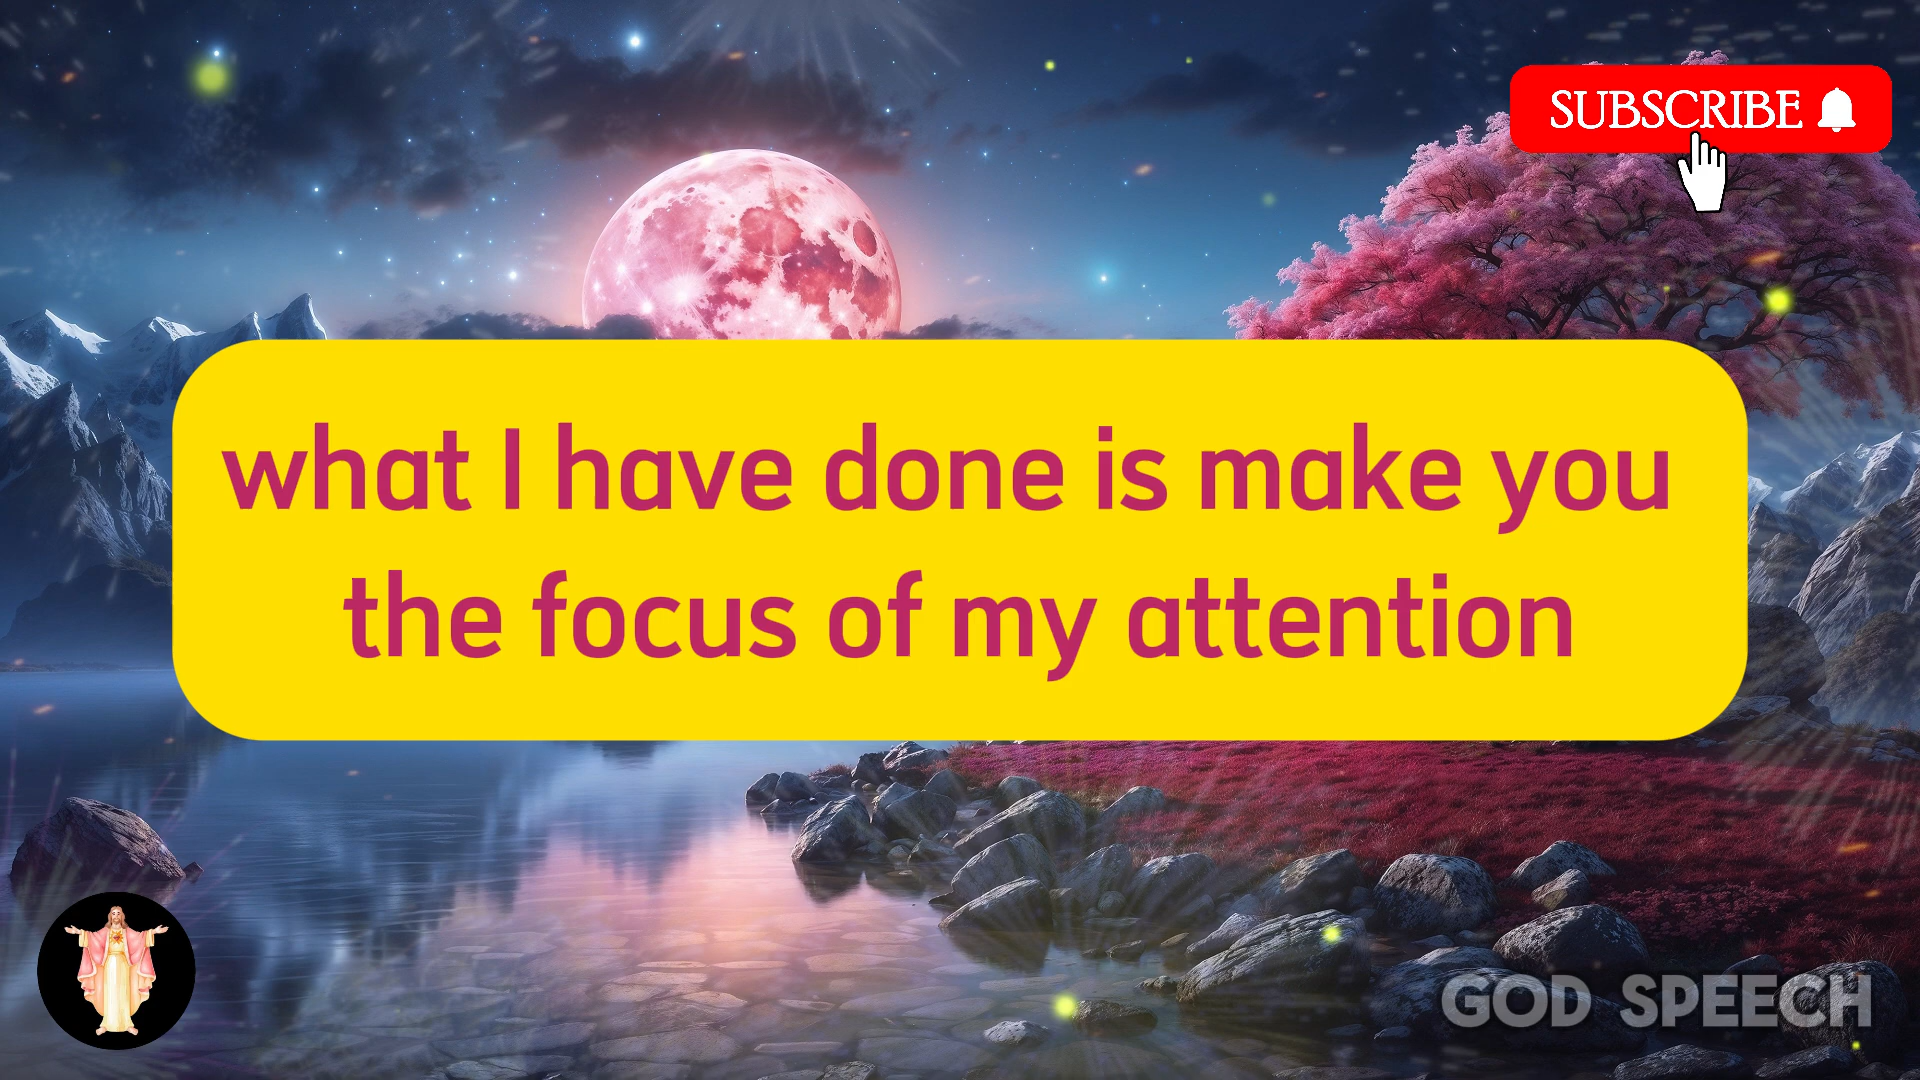 SUBSCRIBE
what I have done is make you
the focus of my attention
GOD SPEECH